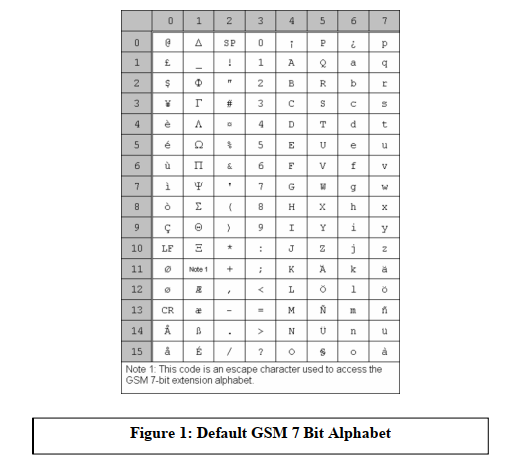 0 1 2 3 4 5 6 7
0 @ Δ SP 0 ¡ P ¿ p
1 £ _ ! 1 A Q a q
2 $ Φ " 2 B R b r
3 ¥ Γ # 3 C S c s
4 è Λ ¤ 4 D T d t
5 é Ω % 5 E U e u
6 ù Π & 6 F V f v
7 ì Ψ ' 7 G W g w
8 ò Σ ( 8 H X h x
9 Ç Θ ) 9 I Y i y
10 LF Ξ * : J Z j z
11 Ø Note 1 + ; K Ä k ä
12 ø Æ , < L Ö l ö
13 CR æ - = M Ñ m ñ
14 Å ß . > N Ü n ü
15 å É / ? O § o à
Note 1: This code is an escape character used to access the
GSM 7-bit extension alphabet.
Figure 1: Default GSM 7 Bit Alphabet